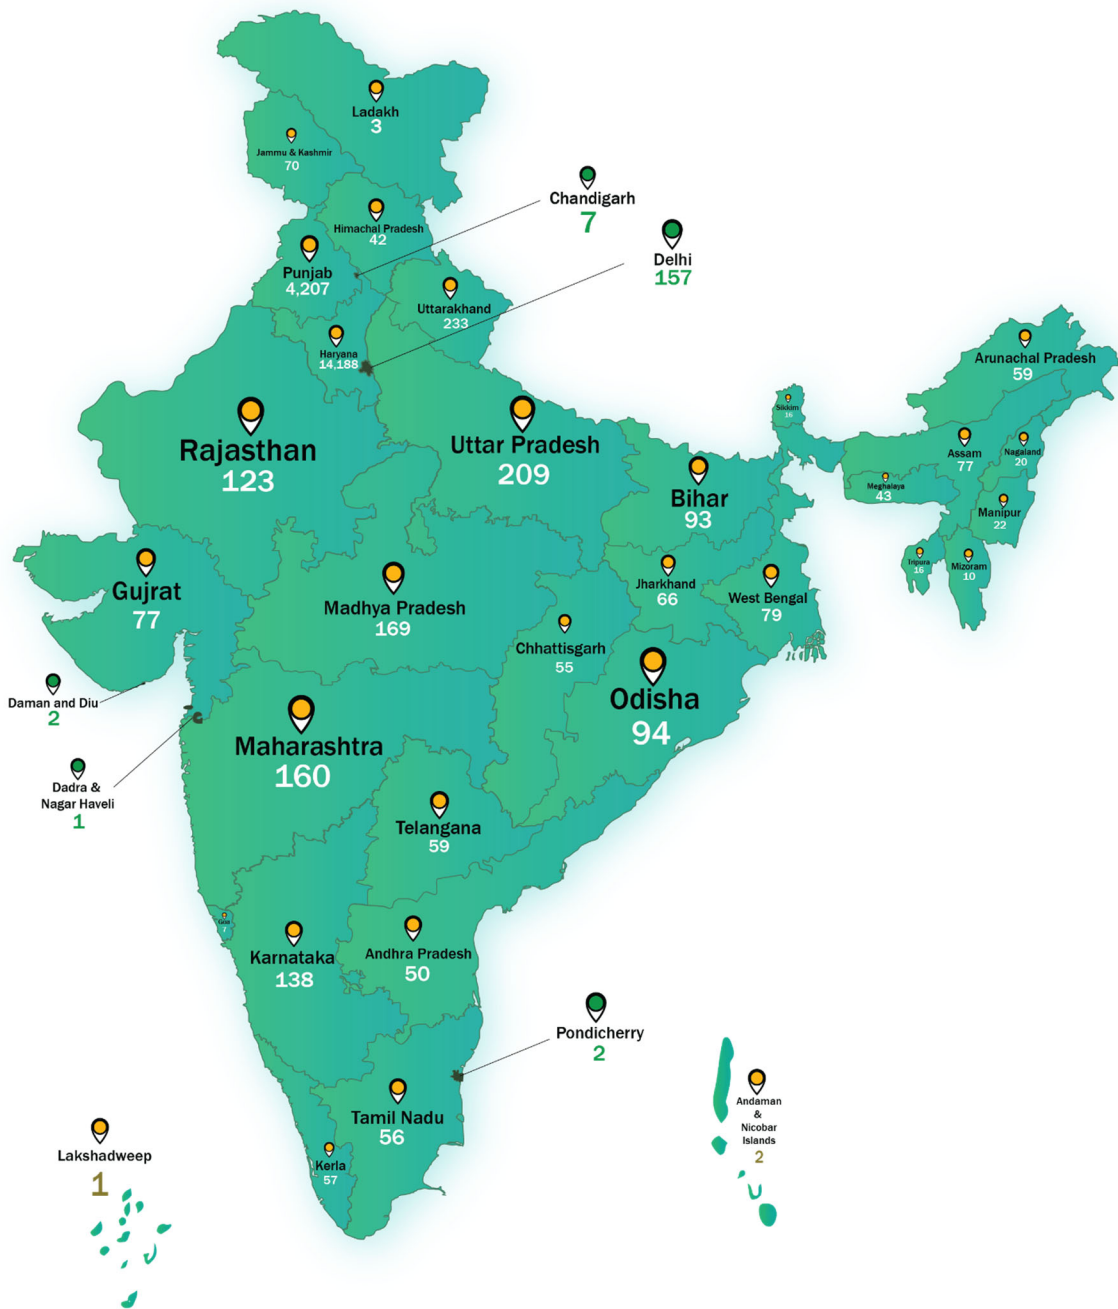 Ladakh
3
Jammu & Kashmir
70
Chandigarh
7
Himachal Pradesh
42
Delhi
157
Punjab
4,207
Uttarakhand
233
Haryana
14,188
Arunachal Pradesh
59
Sikkim
16
Rajasthan
123
Uttar Pradesh
209
Assam
77
Nagaland
20
Meghalaya
43
Bihar
93
Manipur
22
Tripura
16
Mizoram
10
Gujrat
77
Madhya Pradesh
169
Jharkhand
66
West Bengal
79
Chhattisgarh
55
Odisha
94
Daman and Diu
2
Maharashtra
160
Dadra &
Nagar Haveli
1
Telangana
59
Goa
Karnataka
138
Andhra Pradesh
50
Pondicherry
2
Tamil Nadu
56
Andaman
&
Nicobar
Islands
2
Lakshadweep
1
Kerla
57